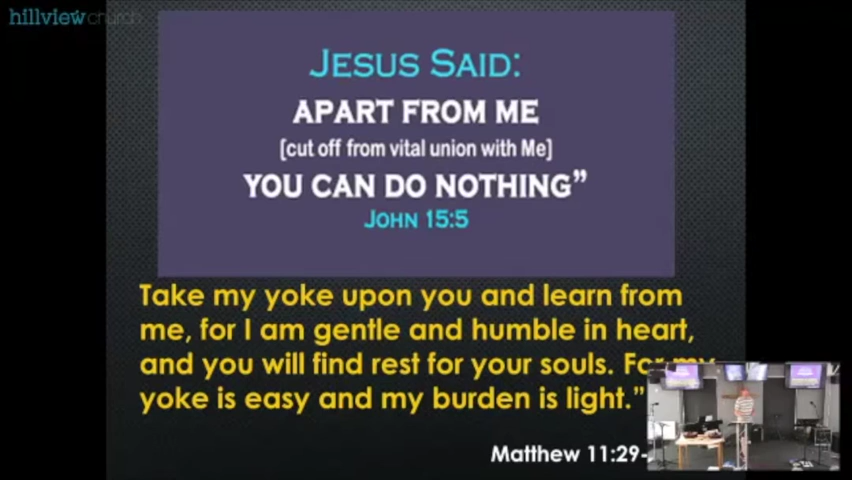 hillview church
JESUS SAID:
APART FROM ME
[cut off from vital union with Me]
YOU CAN DO NOTHING”
JOHN 15:5
Take my yoke upon you and learn from
me, for I am gentle and humble in heart,
and you will find rest for your souls. For my
yoke is easy and my burden is light.”
Matthew 11:29-